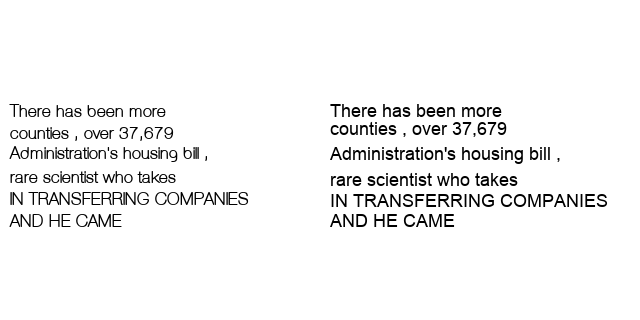 There has been more
counties , over 37,679
Administration's housing bill ,
rare scientist who takes
IN TRANSFERRING COMPANIES
AND HE CAME
There has been more
counties , over 37,679
Administration's housing bill ,
rare scientist who takes
IN TRANSFERRING COMPANIES
AND HE CAME